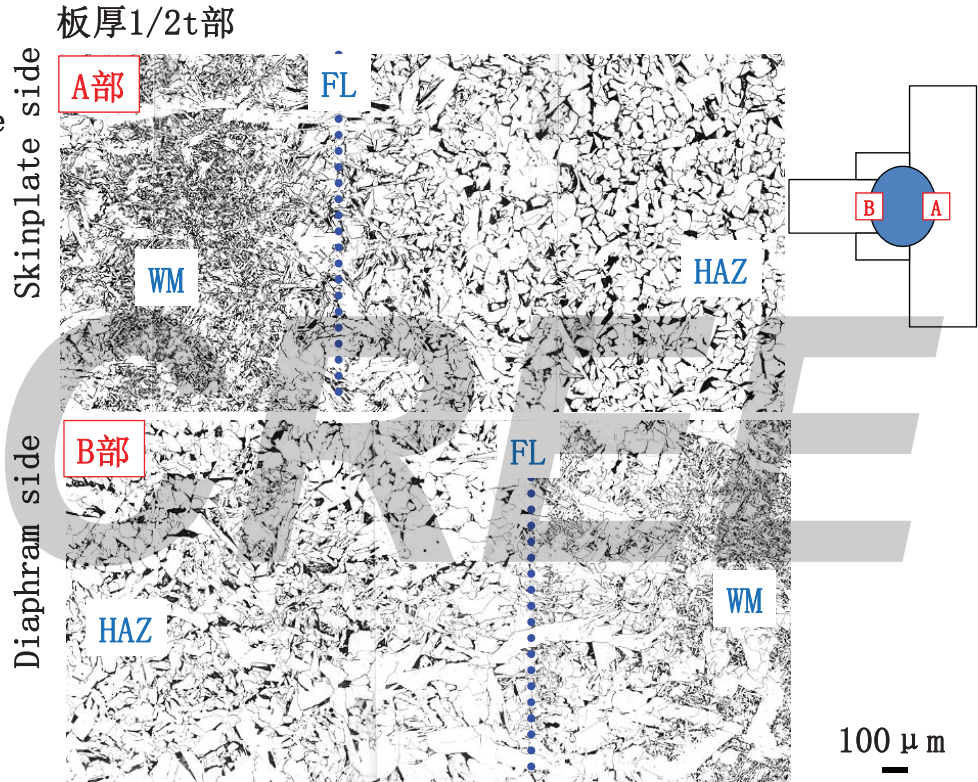 板厚1/2t部
Skinplate side
A部
FL
WM
HAZ
B
A
CREE
Diaphram side
B部
FL
HAZ
WM
100μm